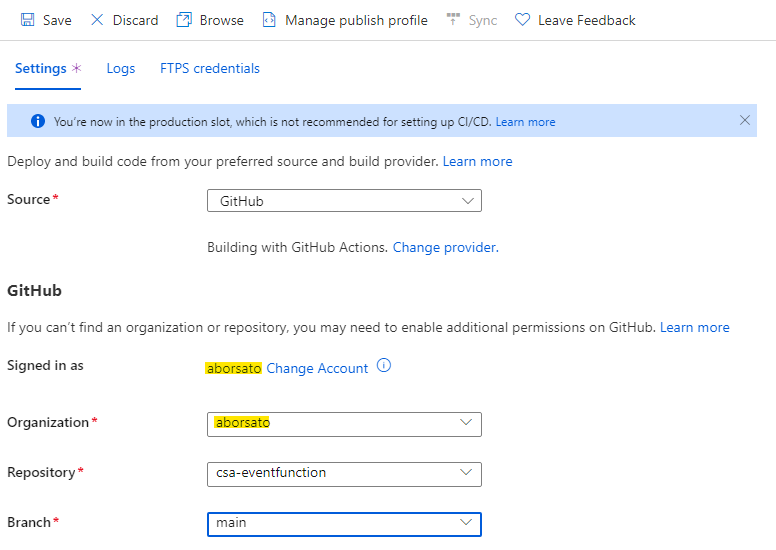 Save Discard Browse Manage publish profile Sync Leave Feedback
Settings * Logs FTPS credentials
You're now in the production slot, which is not recommended for setting up CI/CD. Learn more
Deploy and build code from your preferred source and build provider. Learn more
Source* GitHub
Building with GitHub Actions. Change provider.
GitHub
If you can't find an organization or repository, you may need to enable additional permissions on GitHub. Learn more
Signed in as aborsato Change Account
Organization* aborsato
Repository* csa-eventfunction
Branch* main